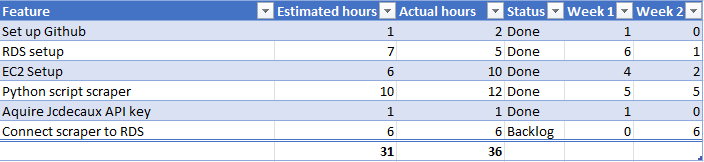 Feature Estimated hours Actual hours Status Week 1 Week 2
Set up Github 1 2 Done 1 0
RDS setup 7 5 Done 6 1
EC2 Setup 6 10 Done 4 2
Python script scraper 10 12 Done 5 5
Aquire Jcdecaux API key 1 1 Done 1 0
Connect scraper to RDS 6 6 Backlog 0 6
31 36